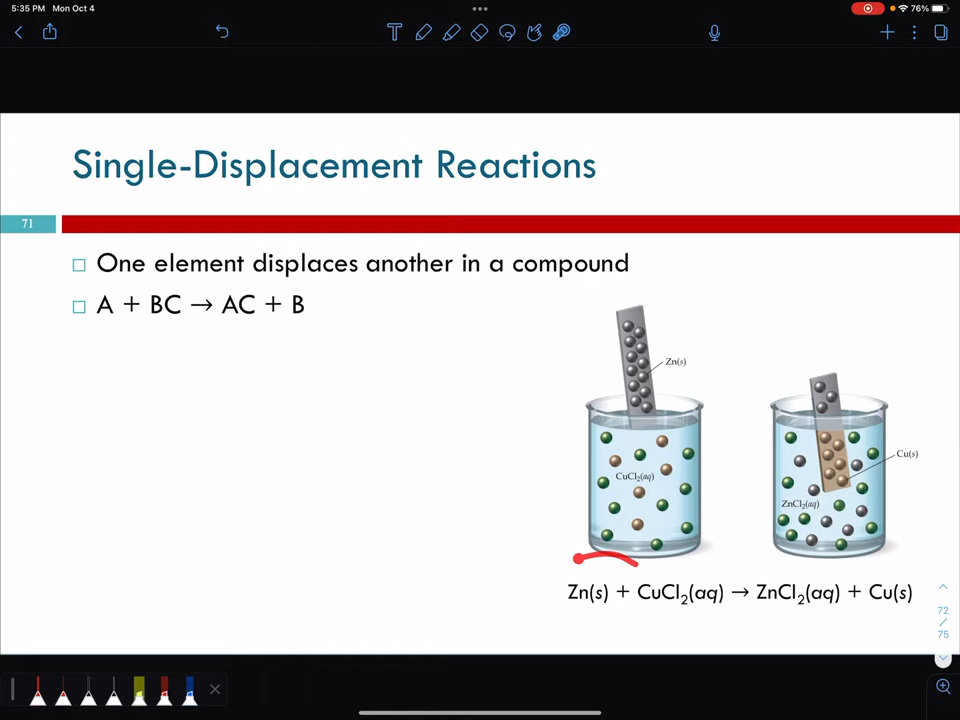 5:35 PM Mon Oct 4
76%
Single-Displacement Reactions
71
One element displaces another in a compound
A + BC → AC + B
Zn(s)
CuCl₂(aq)
Cu(s)
ZnCl₂(aq)
Zn(s) + CuCl₂(aq) → ZnCl₂(aq) + Cu(s)
72
/
75